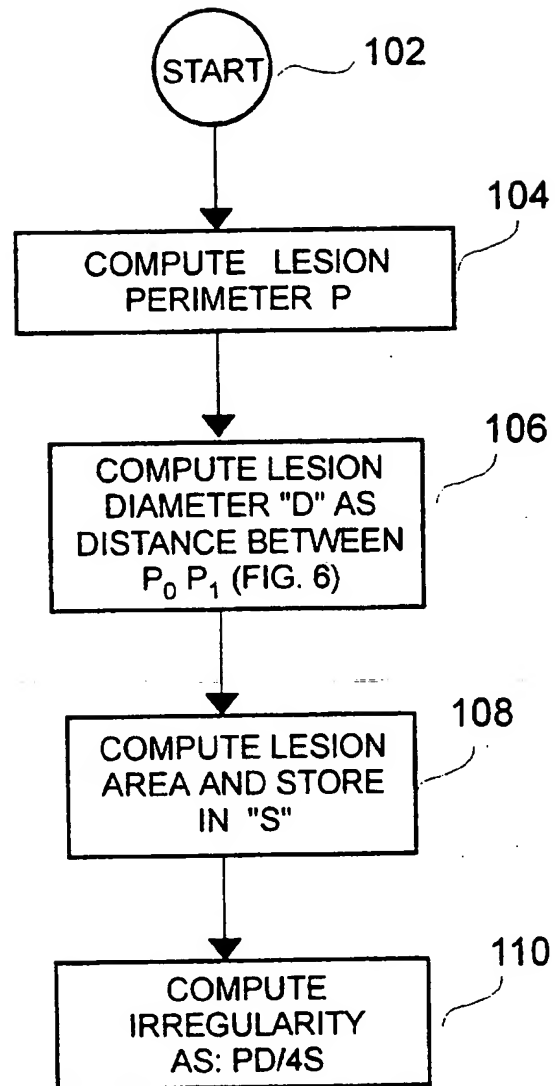 START
102
104
COMPUTE LESION
PERIMETER P
106
COMPUTE LESION
DIAMETER "D" AS
DISTANCE BETWEEN
P₀ P₁ (FIG. 6)
108
COMPUTE LESION
AREA AND STORE
IN "S"
110
COMPUTE
IRREGULARITY
AS: PD/4S